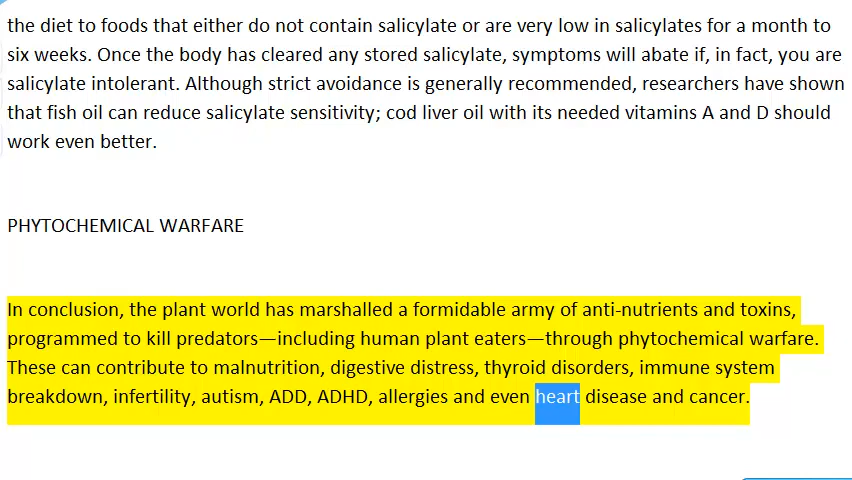 the diet to foods that either do not contain salicylate or are very low in salicylates for a month to
six weeks. Once the body has cleared any stored salicylate, symptoms will abate if, in fact, you are
salicylate intolerant. Although strict avoidance is generally recommended, researchers have shown
that fish oil can reduce salicylate sensitivity; cod liver oil with its needed vitamins A and D should
work even better.
PHYTOCHEMICAL WARFARE
In conclusion, the plant world has marshalled a formidable army of anti-nutrients and toxins,
programmed to kill predators—including human plant eaters—through phytochemical warfare.
These can contribute to malnutrition, digestive distress, thyroid disorders, immune system
breakdown, infertility, autism, ADD, ADHD, allergies and even heart disease and cancer.